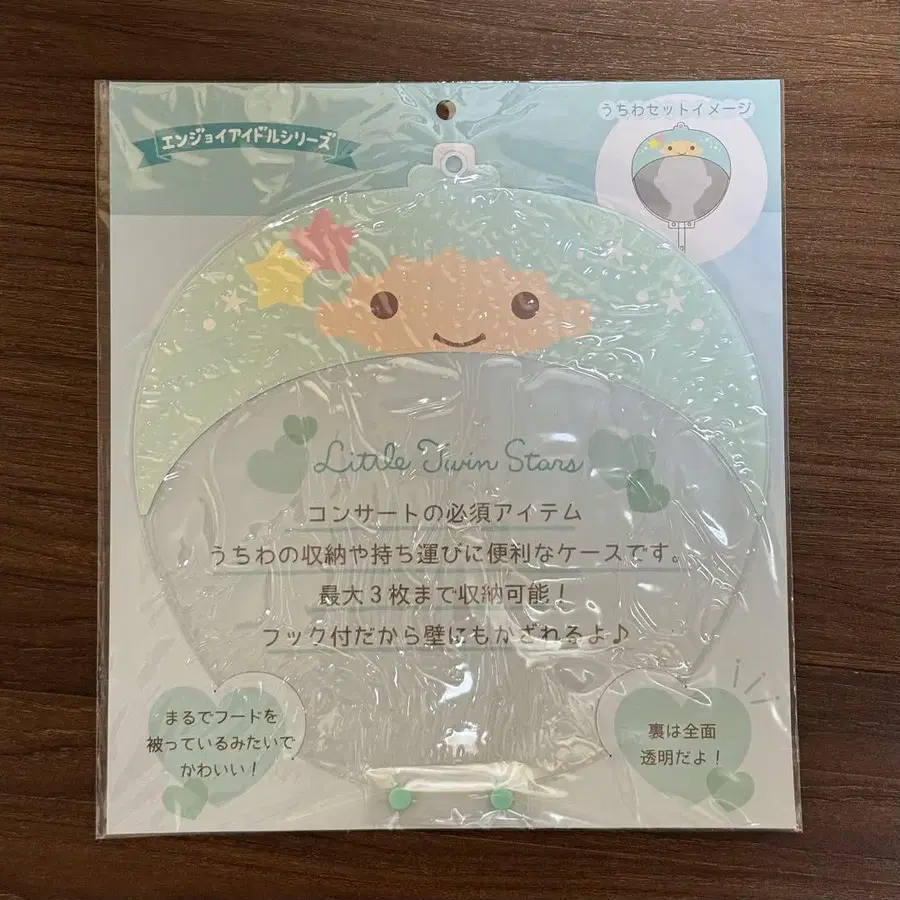 エンジョイアイドルシリーズ
うちわセットイメージ
Little Twin Stars
コンサートの必須アイテム
うちわの収納や持ち運びに便利なケースです。
最大3枚まで収納可能！
フック付だから壁にもかざれるよ♪
まるでフードを
被っているみたいで
かわいい！
裏は全面
透明だよ！